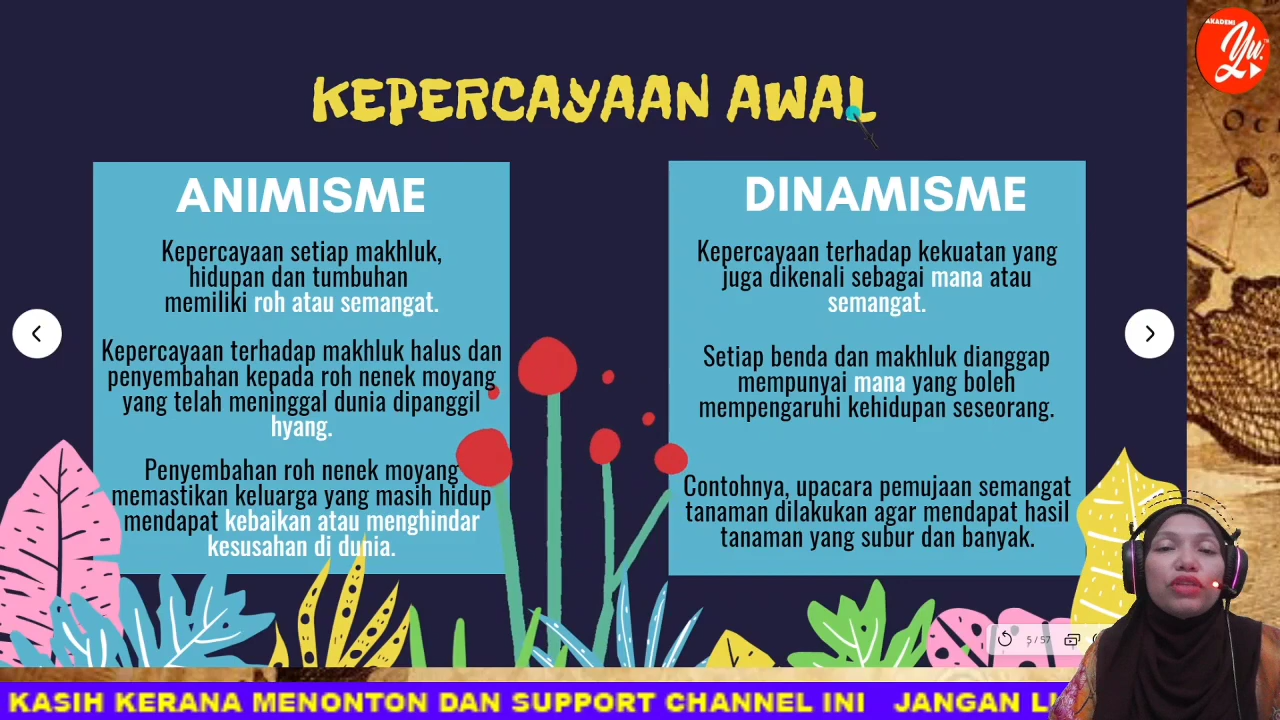 KEPERCAYAAN AWAL
ANIMISME
Kepercayaan setiap makhluk,
hidupan dan tumbuhan
memiliki roh atau semangat.
Kepercayaan terhadap makhluk halus dan
penyembahan kepada roh nenek moyang
yang telah meninggal dunia dipanggil
hyang.
Penyembahan roh nenek moyang
memastikan keluarga yang masih hidup
mendapat kebaikan atau menghindar
kesusahan di dunia.
DINAMISME
Kepercayaan terhadap kekuatan yang
juga dikenali sebagai mana atau
semangat.
Setiap benda dan makhluk dianggap
mempunyai mana yang boleh
mempengaruhi kehidupan seseorang.
Contohnya, upacara pemujaan semangat
tanaman dilakukan agar mendapat hasil
tanaman yang subur dan banyak.
AKADEMI
Yu.
5 / 57
KASIH KERANA MENONTON DAN SUPPORT CHANNEL INI JANGAN